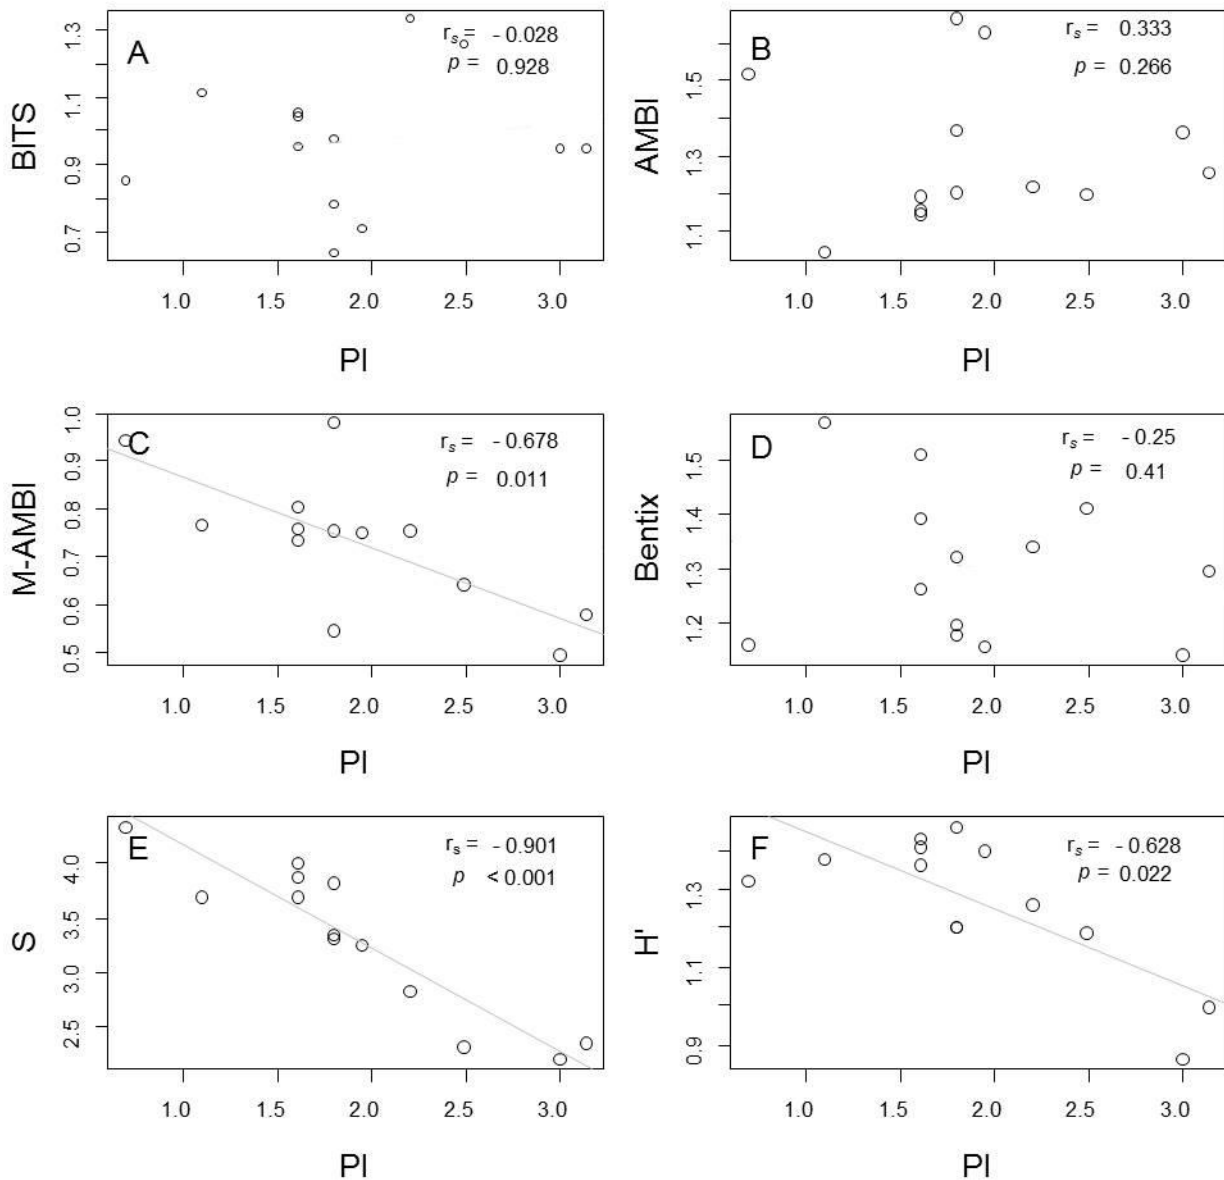 A
r_s = - 0.028
p = 0.928
BITS
0.7 0.9 1.1 1.3
1.0 1.5 2.0 2.5 3.0
PI
B
r_s = 0.333
p = 0.266
AMBI
1.1 1.3 1.5
1.0 1.5 2.0 2.5 3.0
PI
C
r_s = - 0.678
p = 0.011
M-AMBI
0.5 0.6 0.7 0.8 0.9 1.0
1.0 1.5 2.0 2.5 3.0
PI
D
r_s = - 0.25
p = 0.41
Bentix
1.2 1.3 1.4 1.5
1.0 1.5 2.0 2.5 3.0
PI
E
r_s = - 0.901
p < 0.001
S
2.5 3.0 3.5 4.0
1.0 1.5 2.0 2.5 3.0
PI
F
r_s = - 0.628
p = 0.022
H'
0.9 1.1 1.3
1.0 1.5 2.0 2.5 3.0
PI